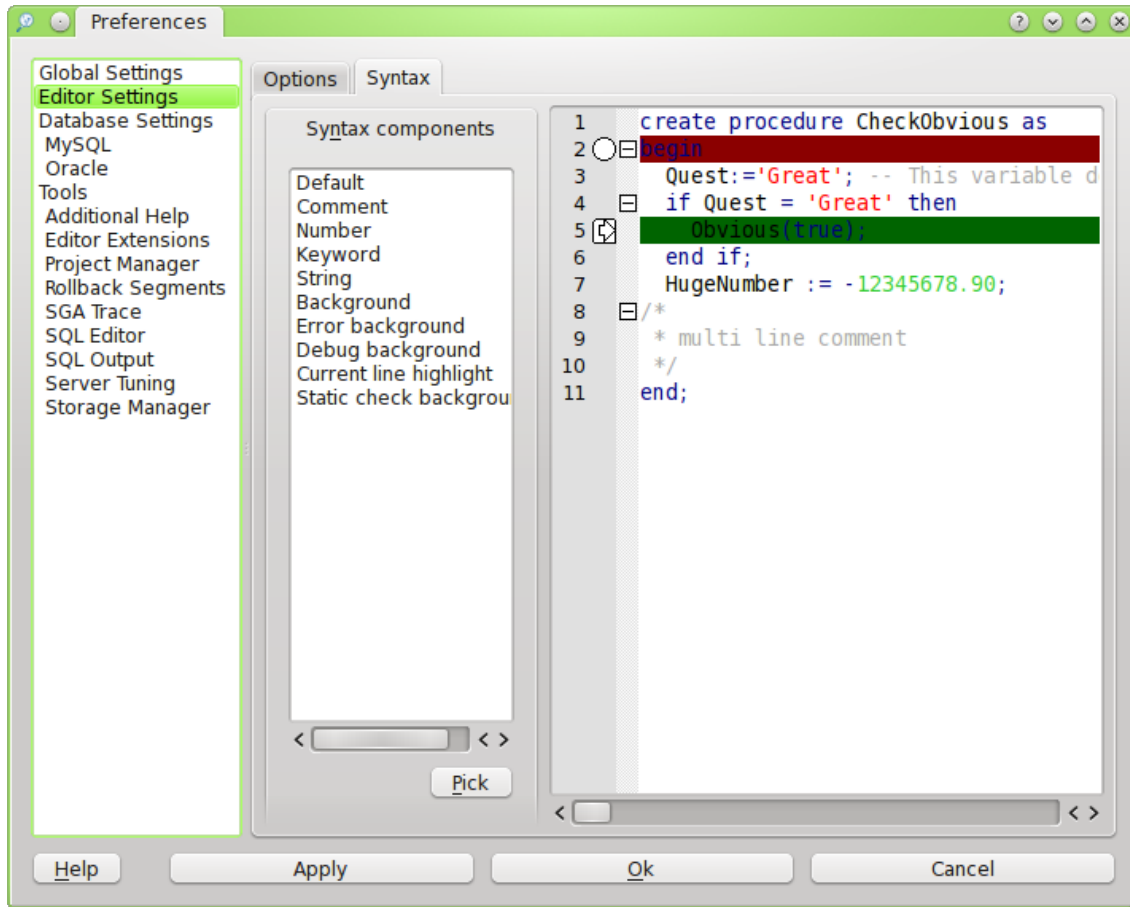 Preferences
Global Settings
Editor Settings
Database Settings
MySQL
Oracle
Tools
Additional Help
Editor Extensions
Project Manager
Rollback Segments
SGA Trace
SQL Editor
SQL Output
Server Tuning
Storage Manager
Options
Syntax
Syntax components
Default
Comment
Number
Keyword
String
Background
Error background
Debug background
Current line highlight
Static check backgrou
Pick
1 create procedure CheckObvious as
2 begin
3 Quest:='Great'; -- This variable d
4 if Quest = 'Great' then
5 Obvious(true);
6 end if;
7 HugeNumber := -12345678.90;
8 /*
9 * multi line comment
10 */
11 end;
Help
Apply
Ok
Cancel